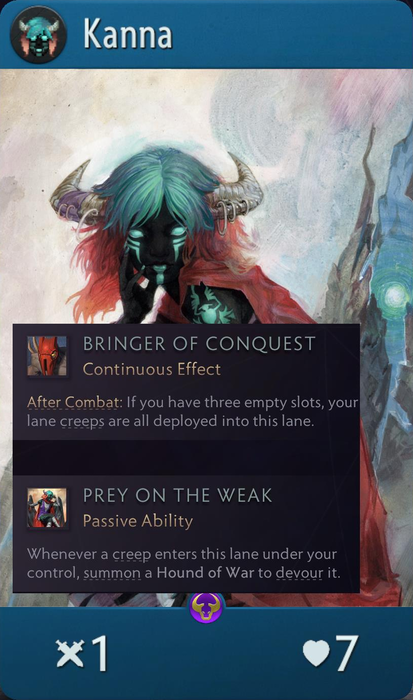 Kanna
BRINGER OF CONQUEST
Continuous Effect
After Combat: If you have three empty slots, your
lane creeps are all deployed into this lane.
PREY ON THE WEAK
Passive Ability
Whenever a creep enters this lane under your
control, summon a Hound of War to devour it.
1 7